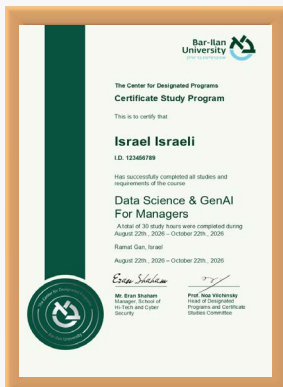 Bar-Ilan
University
The Center for Designated Programs
Certificate Study Program
This is to certify that
Israel Israeli
I.D. 123456789
Has successfully completed all studies and
requirements of the course
Data Science & GenAI
For Managers
A total of 30 study hours were completed during
August 22th., 2026 – October 22th., 2026
Ramat Gan, Israel
August 22th., 2026 – October 22th., 2026
Eran Shaham
Mr. Eran Shaham
Manager, School of
Hi-Tech and Cyber
Security
Prof. Noa Vilchinsky
Head of Designated
Programs and Certificate
Studies Committee